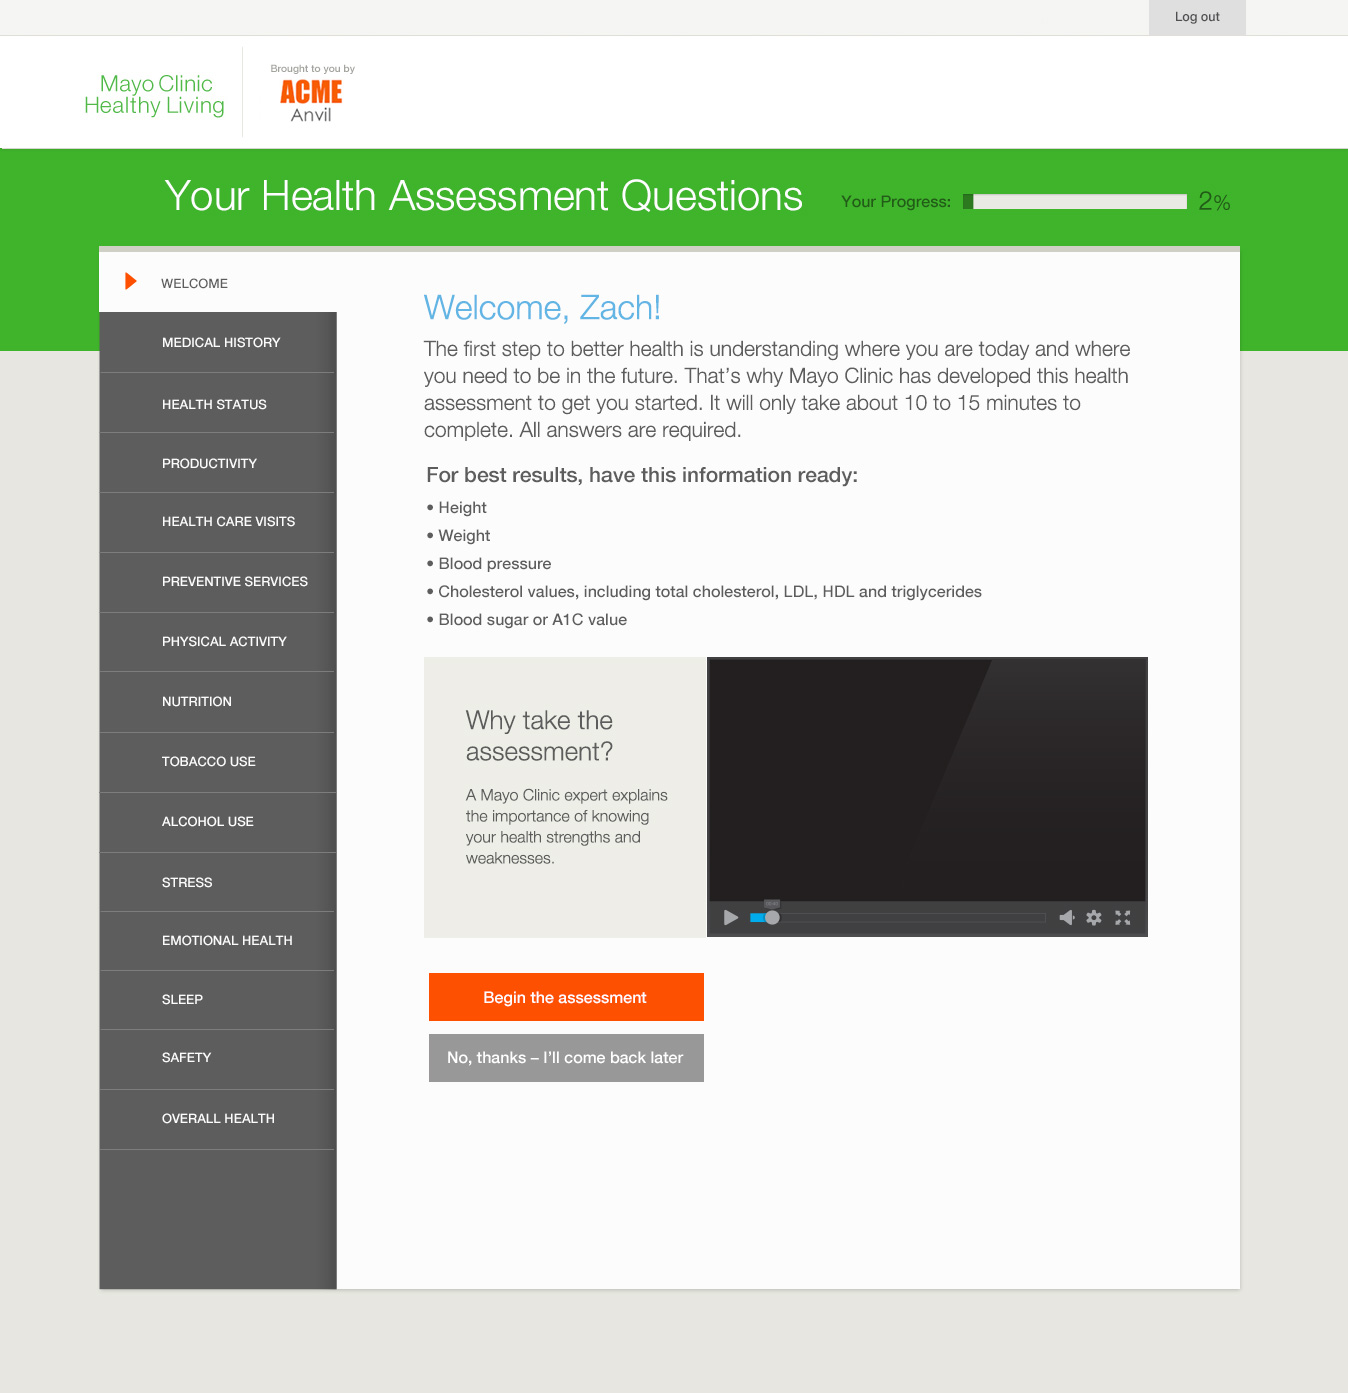 Log out
Mayo Clinic
Healthy Living
Brought to you by
ACME
Anvil
Your Health Assessment Questions
Your Progress:
2%
WELCOME
MEDICAL HISTORY
HEALTH STATUS
PRODUCTIVITY
HEALTH CARE VISITS
PREVENTIVE SERVICES
PHYSICAL ACTIVITY
NUTRITION
TOBACCO USE
ALCOHOL USE
STRESS
EMOTIONAL HEALTH
SLEEP
SAFETY
OVERALL HEALTH
Welcome, Zach!
The first step to better health is understanding where you are today and where
you need to be in the future. That’s why Mayo Clinic has developed this health
assessment to get you started. It will only take about 10 to 15 minutes to
complete. All answers are required.
For best results, have this information ready:
• Height
• Weight
• Blood pressure
• Cholesterol values, including total cholesterol, LDL, HDL and triglycerides
• Blood sugar or A1C value
Why take the
assessment?
A Mayo Clinic expert explains
the importance of knowing
your health strengths and
weaknesses.
Begin the assessment
No, thanks – I’ll come back later